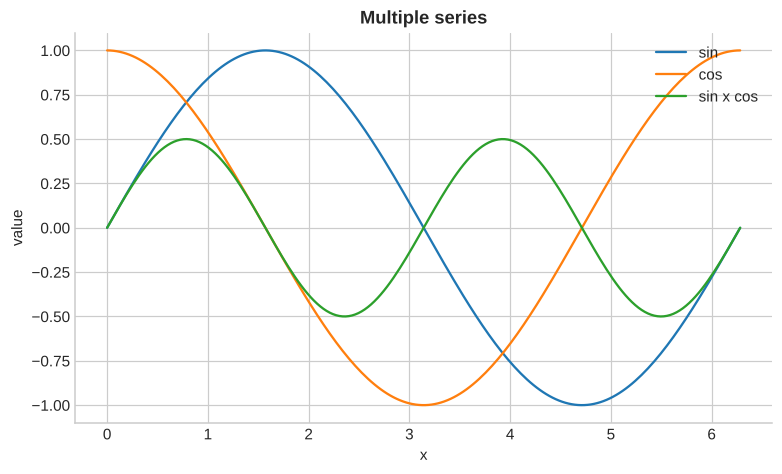 Multiple series
sin
cos
sin x cos
1.00
0.75
0.50
0.25
0.00
−0.25
−0.50
−0.75
−1.00
value
0 1 2 3 4 5 6
x